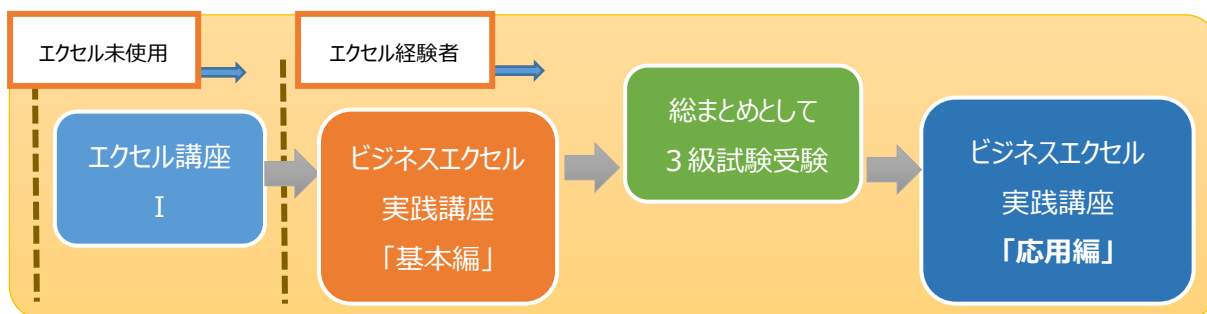 エクセル未使用
エクセル経験者
エクセル講座
Ⅰ
ビジネスエクセル
実践講座
「基本編」
総まとめとして
３級試験受験
ビジネスエクセル
実践講座
「応用編」